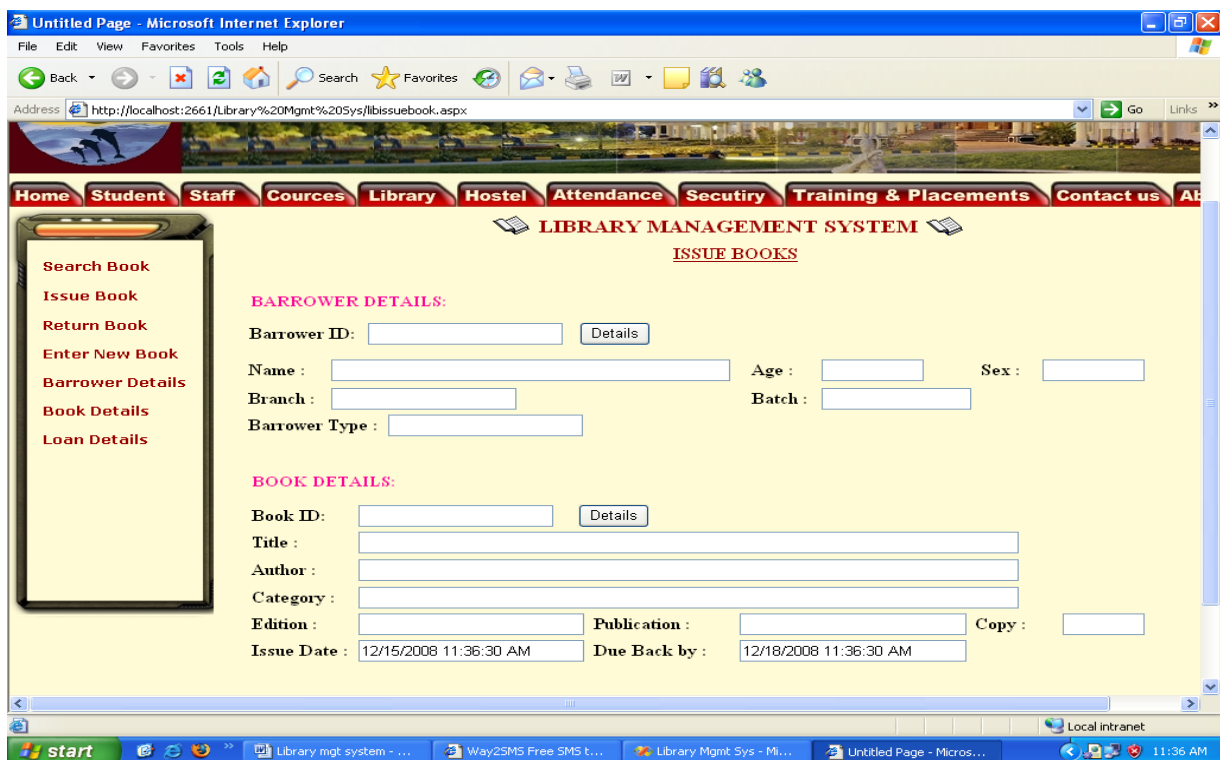 Untitled Page - Microsoft Internet Explorer
File Edit View Favorites Tools Help
Back Search Favorites
Address http://localhost:2661/Library%20Mgmt%20Sys/libissuebook.aspx Go Links »
Home Student Staff Cources Library Hostel Attendance Secutiry Training & Placements Contact us Ab
LIBRARY MANAGEMENT SYSTEM
ISSUE BOOKS
Search Book
Issue Book
Return Book
Enter New Book
Barrower Details
Book Details
Loan Details
BARROWER DETAILS:
Barrower ID: Details
Name : Age : Sex :
Branch : Batch :
Barrower Type :
BOOK DETAILS:
Book ID: Details
Title :
Author :
Category :
Edition : Publication : Copy :
Issue Date : 12/15/2008 11:36:30 AM Due Back by : 12/18/2008 11:36:30 AM
Local intranet
start » Library mgt system - ... Way2SMS Free SMS t... Library Mgmt Sys - Mi... Untitled Page - Micros... 11:36 AM